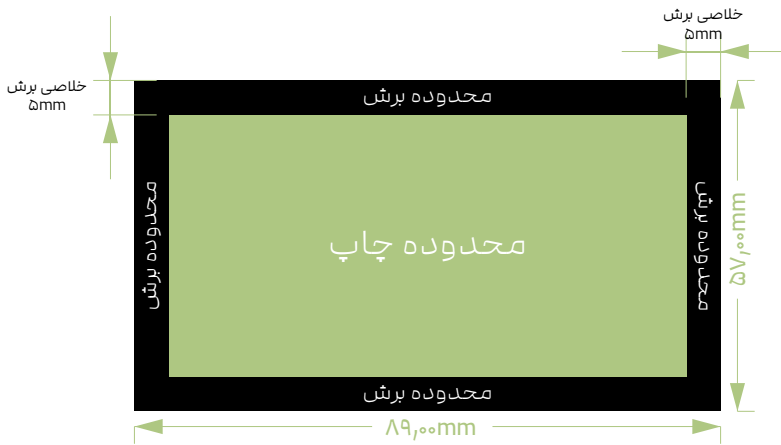 خلاصی برش
۵mm
خلاصی برش
۵mm
محدوده برش
محدوده برش
محدوده چاپ
محدوده برش
۵۷,۰۰mm
محدوده برش
۸۹,۰۰mm